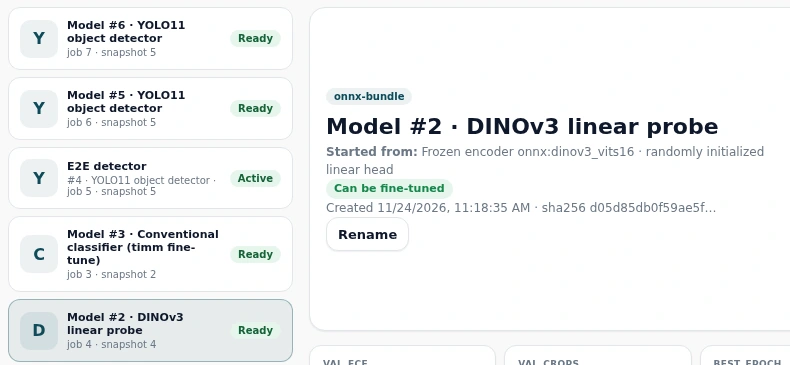 Y
Model #6 · YOLO11
object detector
job 7 · snapshot 5
Ready
Y
Model #5 · YOLO11
object detector
job 6 · snapshot 5
Ready
Y
E2E detector
#4 · YOLO11 object detector ·
job 5 · snapshot 5
Active
C
Model #3 · Conventional
classifier (timm fine-
tune)
job 3 · snapshot 2
Ready
D
Model #2 · DINOv3
linear probe
job 4 · snapshot 4
Ready
onnx-bundle
Model #2 · DINOv3 linear probe
Started from: Frozen encoder onnx:dinov3_vits16 · randomly initialized
linear head
Can be fine-tuned
Created 11/24/2026, 11:18:35 AM · sha256 d05d85db0f59ae5f…
Rename
VAL ECE
VAL CROPS
BEST EPOCH